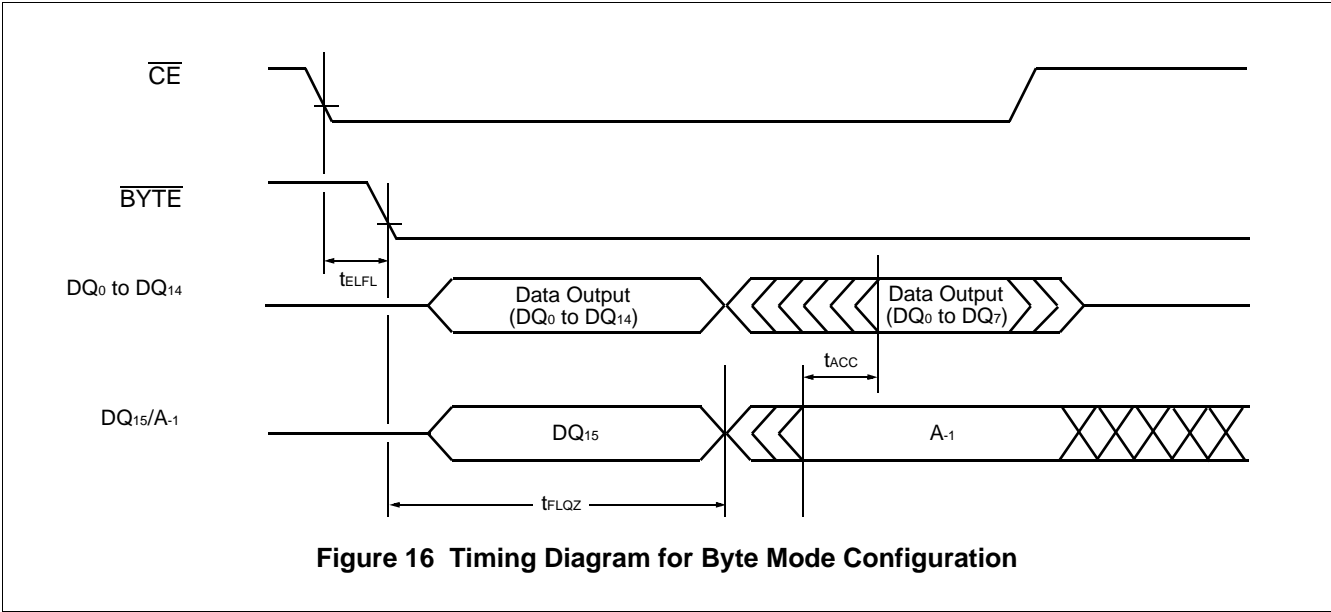 CE
BYTE
tELFL
DQ0 to DQ14
Data Output
(DQ0 to DQ14)
Data Output
(DQ0 to DQ7)
tACC
DQ15/A-1
DQ15
A-1
tFLQZ
Figure 16 Timing Diagram for Byte Mode Configuration